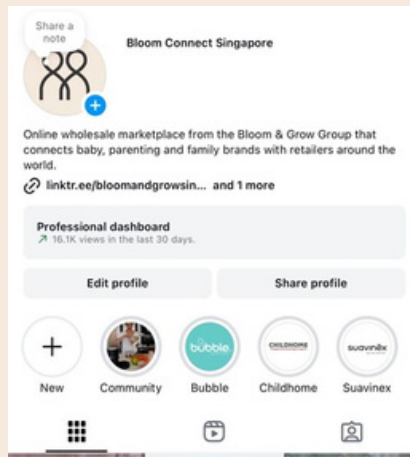 Share a
note
Bloom Connect Singapore
Online wholesale marketplace from the Bloom & Grow Group that
connects baby, parenting and family brands with retailers around the
world.
linktr.ee/bloomandgrowsin... and 1 more
Professional dashboard
16.1K views in the last 30 days.
Edit profile
Share profile
bübble
CHILDHOME
suavinex
New
Community
Bubble
Childhome
Suavinex